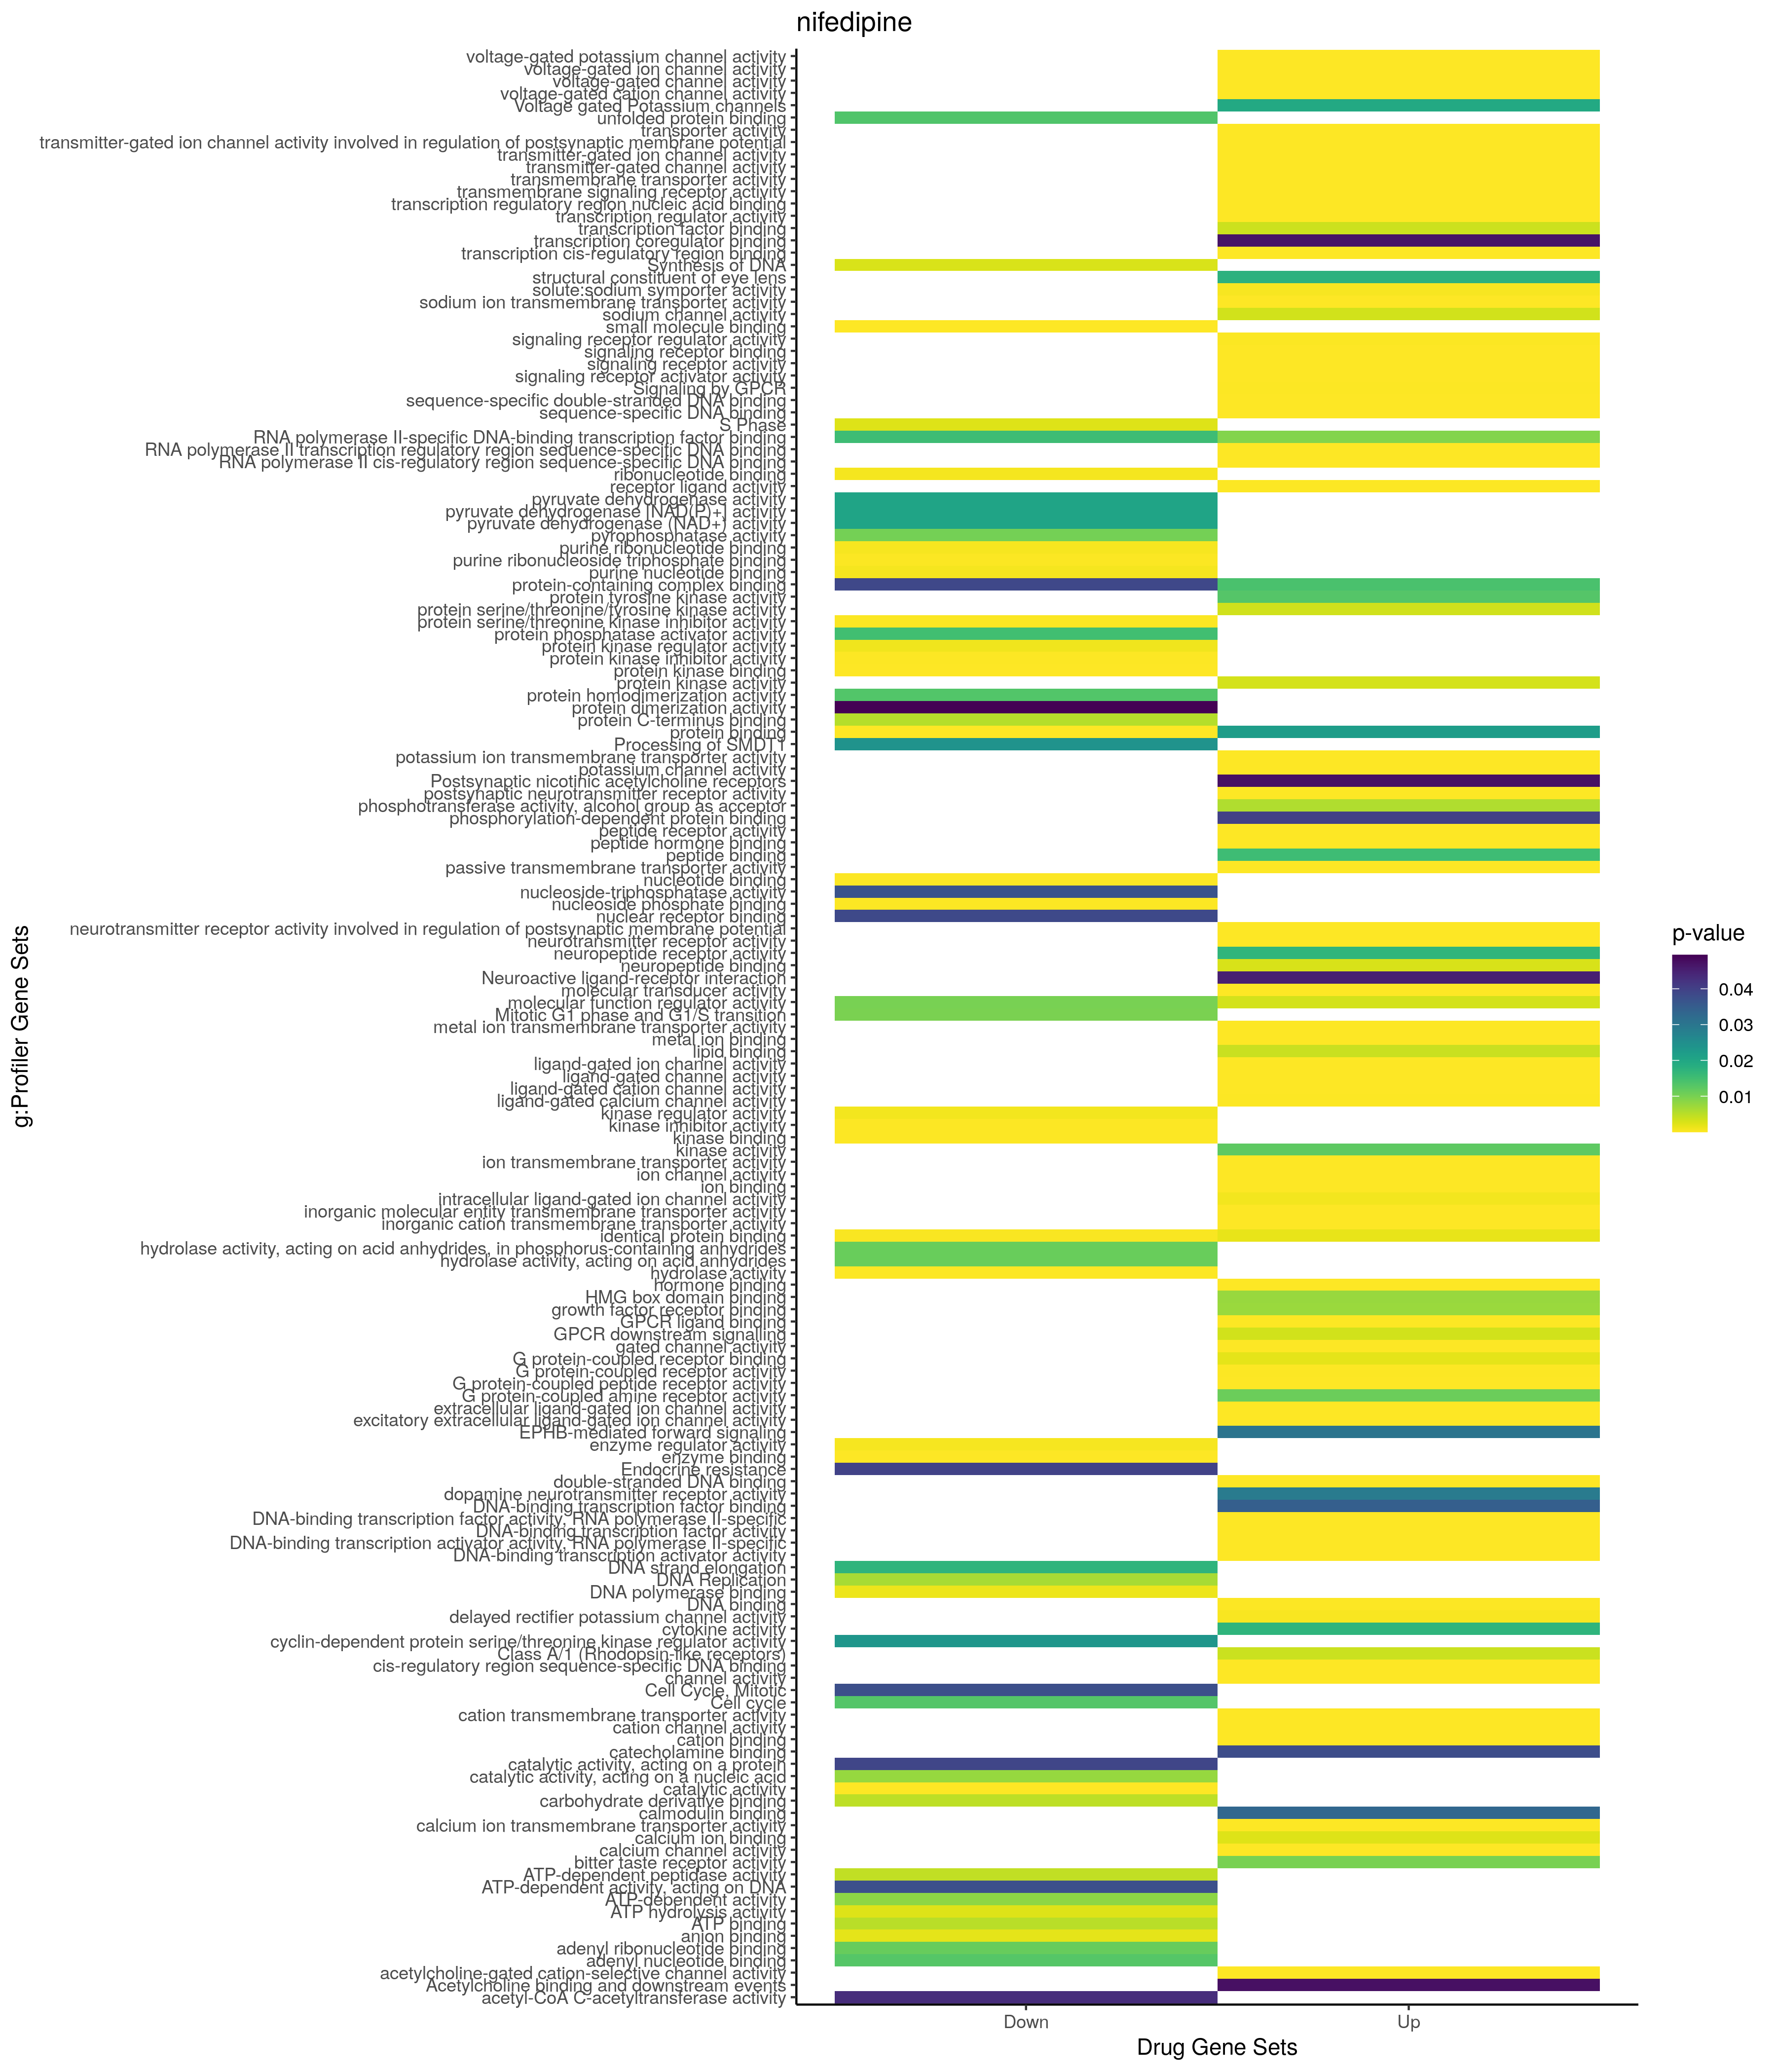 nifedipine
voltage-gated potassium channel activity
voltage-gated ion channel activity
voltage-gated channel activity
voltage-gated cation channel activity
Voltage gated Potassium channels
unfolded protein binding
transporter activity
transmitter-gated ion channel activity involved in regulation of postsynaptic membrane potential
transmitter-gated ion channel activity
transmitter-gated channel activity
transmembrane transporter activity
transmembrane signaling receptor activity
transcription regulatory region nucleic acid binding
transcription regulator activity
transcription factor binding
transcription coregulator binding
transcription cis-regulatory region binding
Synthesis of DNA
structural constituent of eye lens
solute:sodium symporter activity
sodium ion transmembrane transporter activity
sodium channel activity
small molecule binding
signaling receptor regulator activity
signaling receptor binding
signaling receptor activity
signaling receptor activator activity
Signaling by GPCR
sequence-specific double-stranded DNA binding
sequence-specific DNA binding
S Phase
RNA polymerase II-specific DNA-binding transcription factor binding
RNA polymerase II transcription regulatory region sequence-specific DNA binding
RNA polymerase II cis-regulatory region sequence-specific DNA binding
ribonucleotide binding
receptor ligand activity
pyruvate dehydrogenase activity
pyruvate dehydrogenase [NAD(P)+] activity
pyruvate dehydrogenase (NAD+) activity
pyrophosphatase activity
purine ribonucleotide binding
purine ribonucleoside triphosphate binding
purine nucleotide binding
protein-containing complex binding
protein tyrosine kinase activity
protein serine/threonine/tyrosine kinase activity
protein serine/threonine kinase inhibitor activity
protein phosphatase activator activity
protein kinase regulator activity
protein kinase inhibitor activity
protein kinase binding
protein kinase activity
protein homodimerization activity
protein dimerization activity
protein C-terminus binding
protein binding
Processing of SMDT1
potassium ion transmembrane transporter activity
potassium channel activity
Postsynaptic nicotinic acetylcholine receptors
postsynaptic neurotransmitter receptor activity
phosphotransferase activity, alcohol group as acceptor
phosphorylation-dependent protein binding
peptide receptor activity
peptide hormone binding
peptide binding
passive transmembrane transporter activity
nucleotide binding
nucleoside-triphosphatase activity
nucleoside phosphate binding
nuclear receptor binding
neurotransmitter receptor activity involved in regulation of postsynaptic membrane potential
neurotransmitter receptor activity
neuropeptide receptor activity
neuropeptide binding
Neuroactive ligand-receptor interaction
molecular transducer activity
molecular function regulator activity
Mitotic G1 phase and G1/S transition
metal ion transmembrane transporter activity
metal ion binding
lipid binding
ligand-gated ion channel activity
ligand-gated channel activity
ligand-gated cation channel activity
ligand-gated calcium channel activity
kinase regulator activity
kinase inhibitor activity
kinase binding
kinase activity
ion transmembrane transporter activity
ion channel activity
ion binding
intracellular ligand-gated ion channel activity
inorganic molecular entity transmembrane transporter activity
inorganic cation transmembrane transporter activity
identical protein binding
hydrolase activity, acting on acid anhydrides, in phosphorus-containing anhydrides
hydrolase activity, acting on acid anhydrides
hydrolase activity
hormone binding
HMG box domain binding
growth factor receptor binding
GPCR ligand binding
GPCR downstream signalling
gated channel activity
G protein-coupled receptor binding
G protein-coupled receptor activity
G protein-coupled peptide receptor activity
G protein-coupled amine receptor activity
extracellular ligand-gated ion channel activity
excitatory extracellular ligand-gated ion channel activity
EPHB-mediated forward signaling
enzyme regulator activity
enzyme binding
Endocrine resistance
double-stranded DNA binding
dopamine neurotransmitter receptor activity
DNA-binding transcription factor binding
DNA-binding transcription factor activity, RNA polymerase II-specific
DNA-binding transcription factor activity
DNA-binding transcription activator activity, RNA polymerase II-specific
DNA-binding transcription activator activity
DNA strand elongation
DNA Replication
DNA polymerase binding
DNA binding
delayed rectifier potassium channel activity
cytokine activity
cyclin-dependent protein serine/threonine kinase regulator activity
Class A/1 (Rhodopsin-like receptors)
cis-regulatory region sequence-specific DNA binding
channel activity
Cell Cycle, Mitotic
Cell cycle
cation transmembrane transporter activity
cation channel activity
cation binding
catecholamine binding
catalytic activity, acting on a protein
catalytic activity, acting on a nucleic acid
catalytic activity
carbohydrate derivative binding
calmodulin binding
calcium ion transmembrane transporter activity
calcium ion binding
calcium channel activity
bitter taste receptor activity
ATP-dependent peptidase activity
ATP-dependent activity, acting on DNA
ATP-dependent activity
ATP hydrolysis activity
ATP binding
anion binding
adenyl ribonucleotide binding
adenyl nucleotide binding
acetylcholine-gated cation-selective channel activity
Acetylcholine binding and downstream events
acetyl-CoA C-acetyltransferase activity
g:Profiler Gene Sets
Down
Up
Drug Gene Sets
p-value
0.04
0.03
0.02
0.01